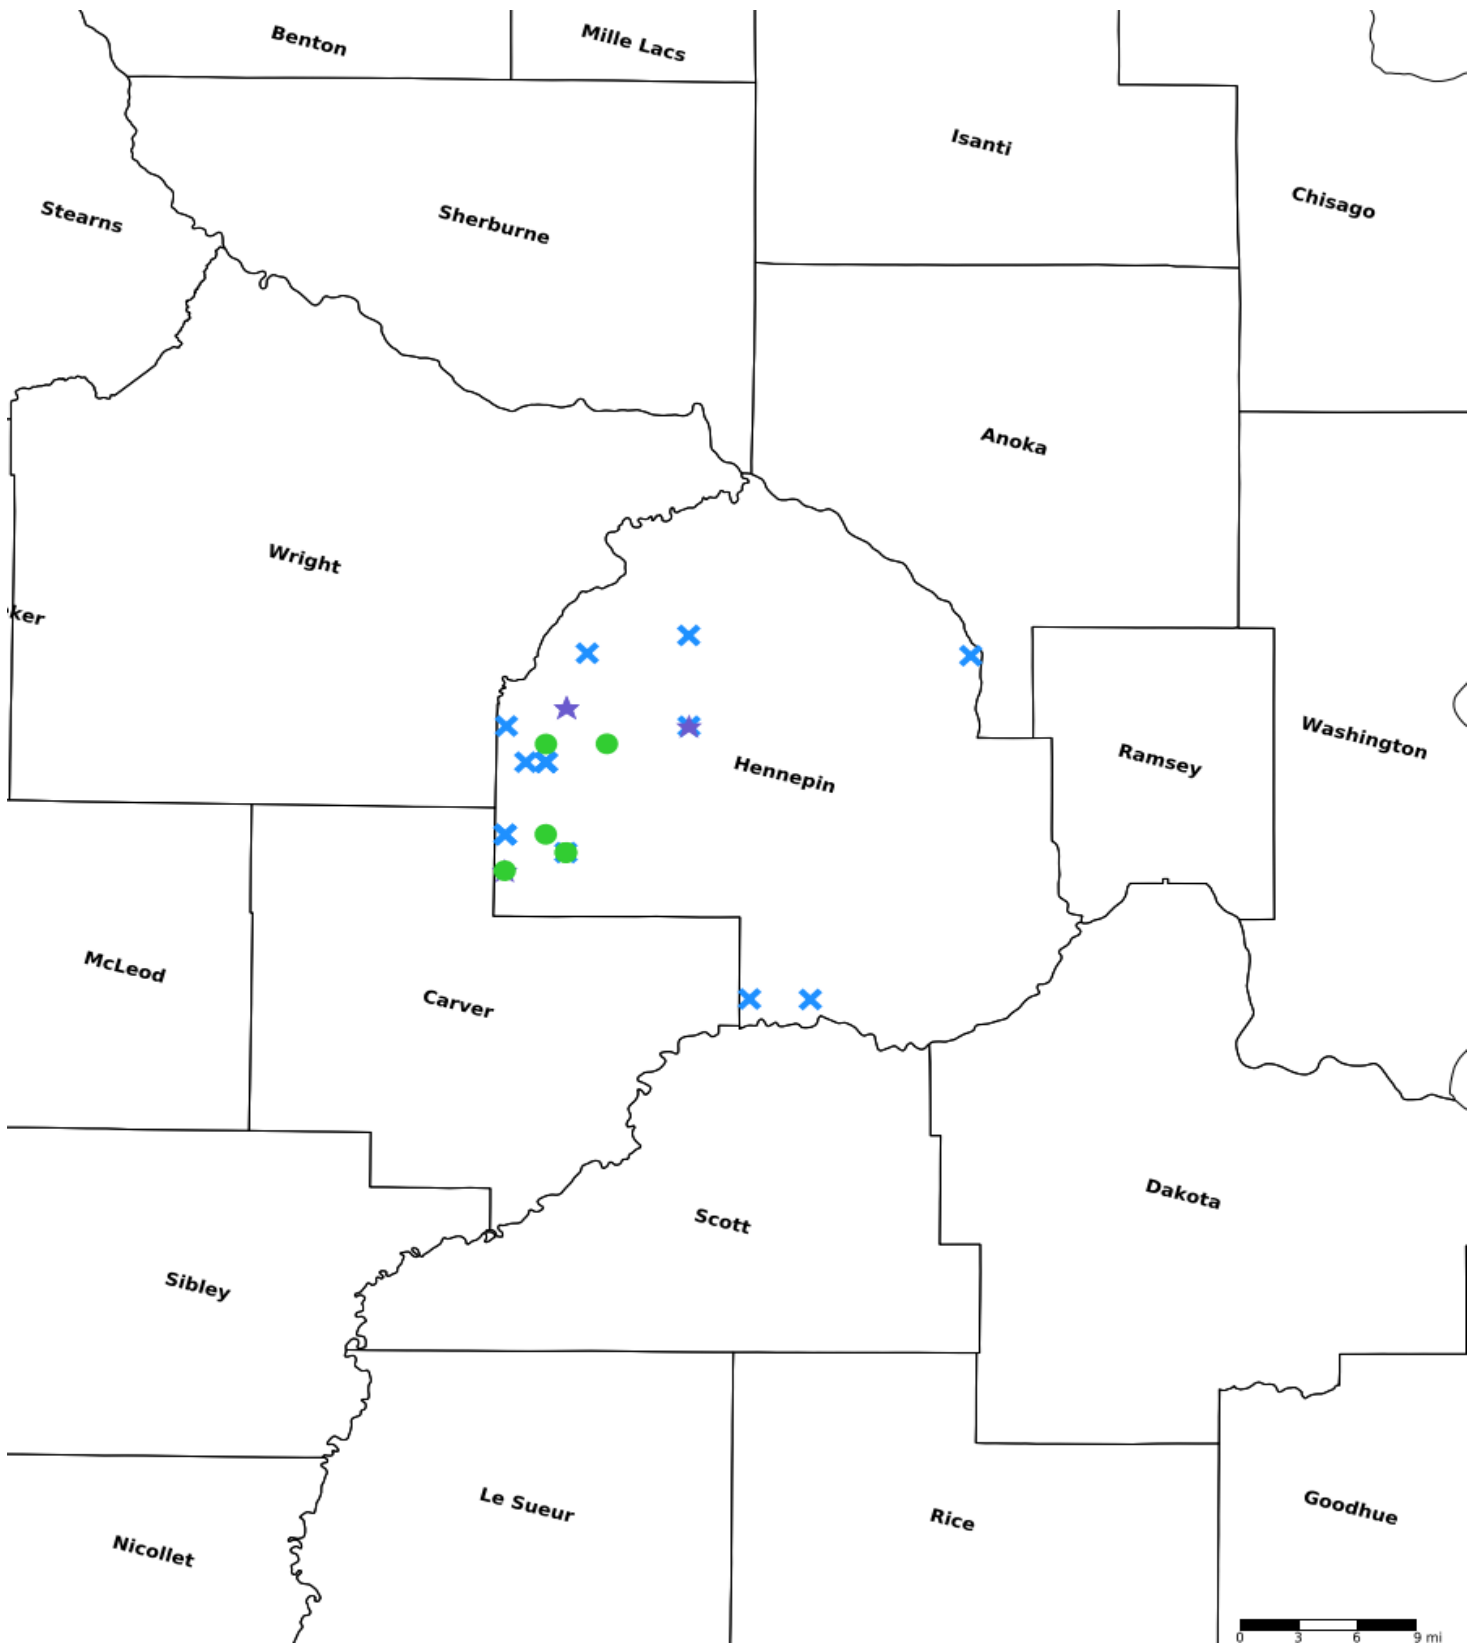 Benton
Mille Lacs
Isanti
Chisago
Stearns
Sherburne
Anoka
Wright
ker
Washington
Ramsey
Hennepin
McLeod
Carver
Dakota
Scott
Sibley
Le Sueur
Rice
Goodhue
Nicollet
0 3 6 9 mi